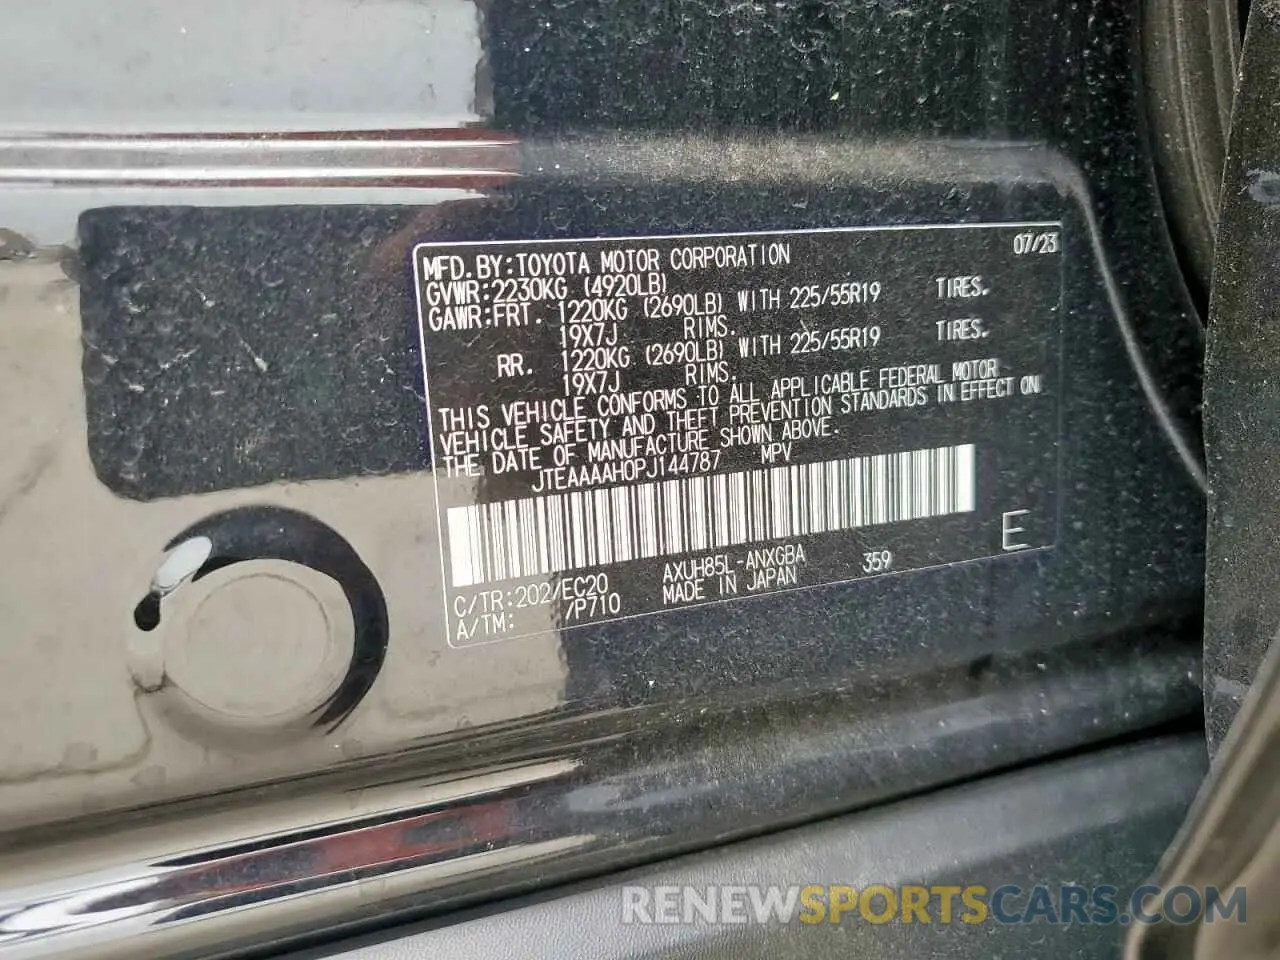 MFD.BY:TOYOTA MOTOR CORPORATION 07/23
GVWR:2230KG (4920LB)
GAWR:FRT. 1220KG (2690LB) WITH 225/55R19 TIRES.
19X7J RIMS.
RR. 1220KG (2690LB) WITH 225/55R19 TIRES.
19X7J RIMS.
THIS VEHICLE CONFORMS TO ALL APPLICABLE FEDERAL MOTOR
VEHICLE SAFETY AND THEFT PREVENTION STANDARDS IN EFFECT ON
THE DATE OF MANUFACTURE SHOWN ABOVE.
JTEAAAAH0PJ144787 MPV
E
C/TR:202/EC20 AXUH85L-ANXGBA 359
A/TM: /P710 MADE IN JAPAN
RENEWSPORTSCARS.COM